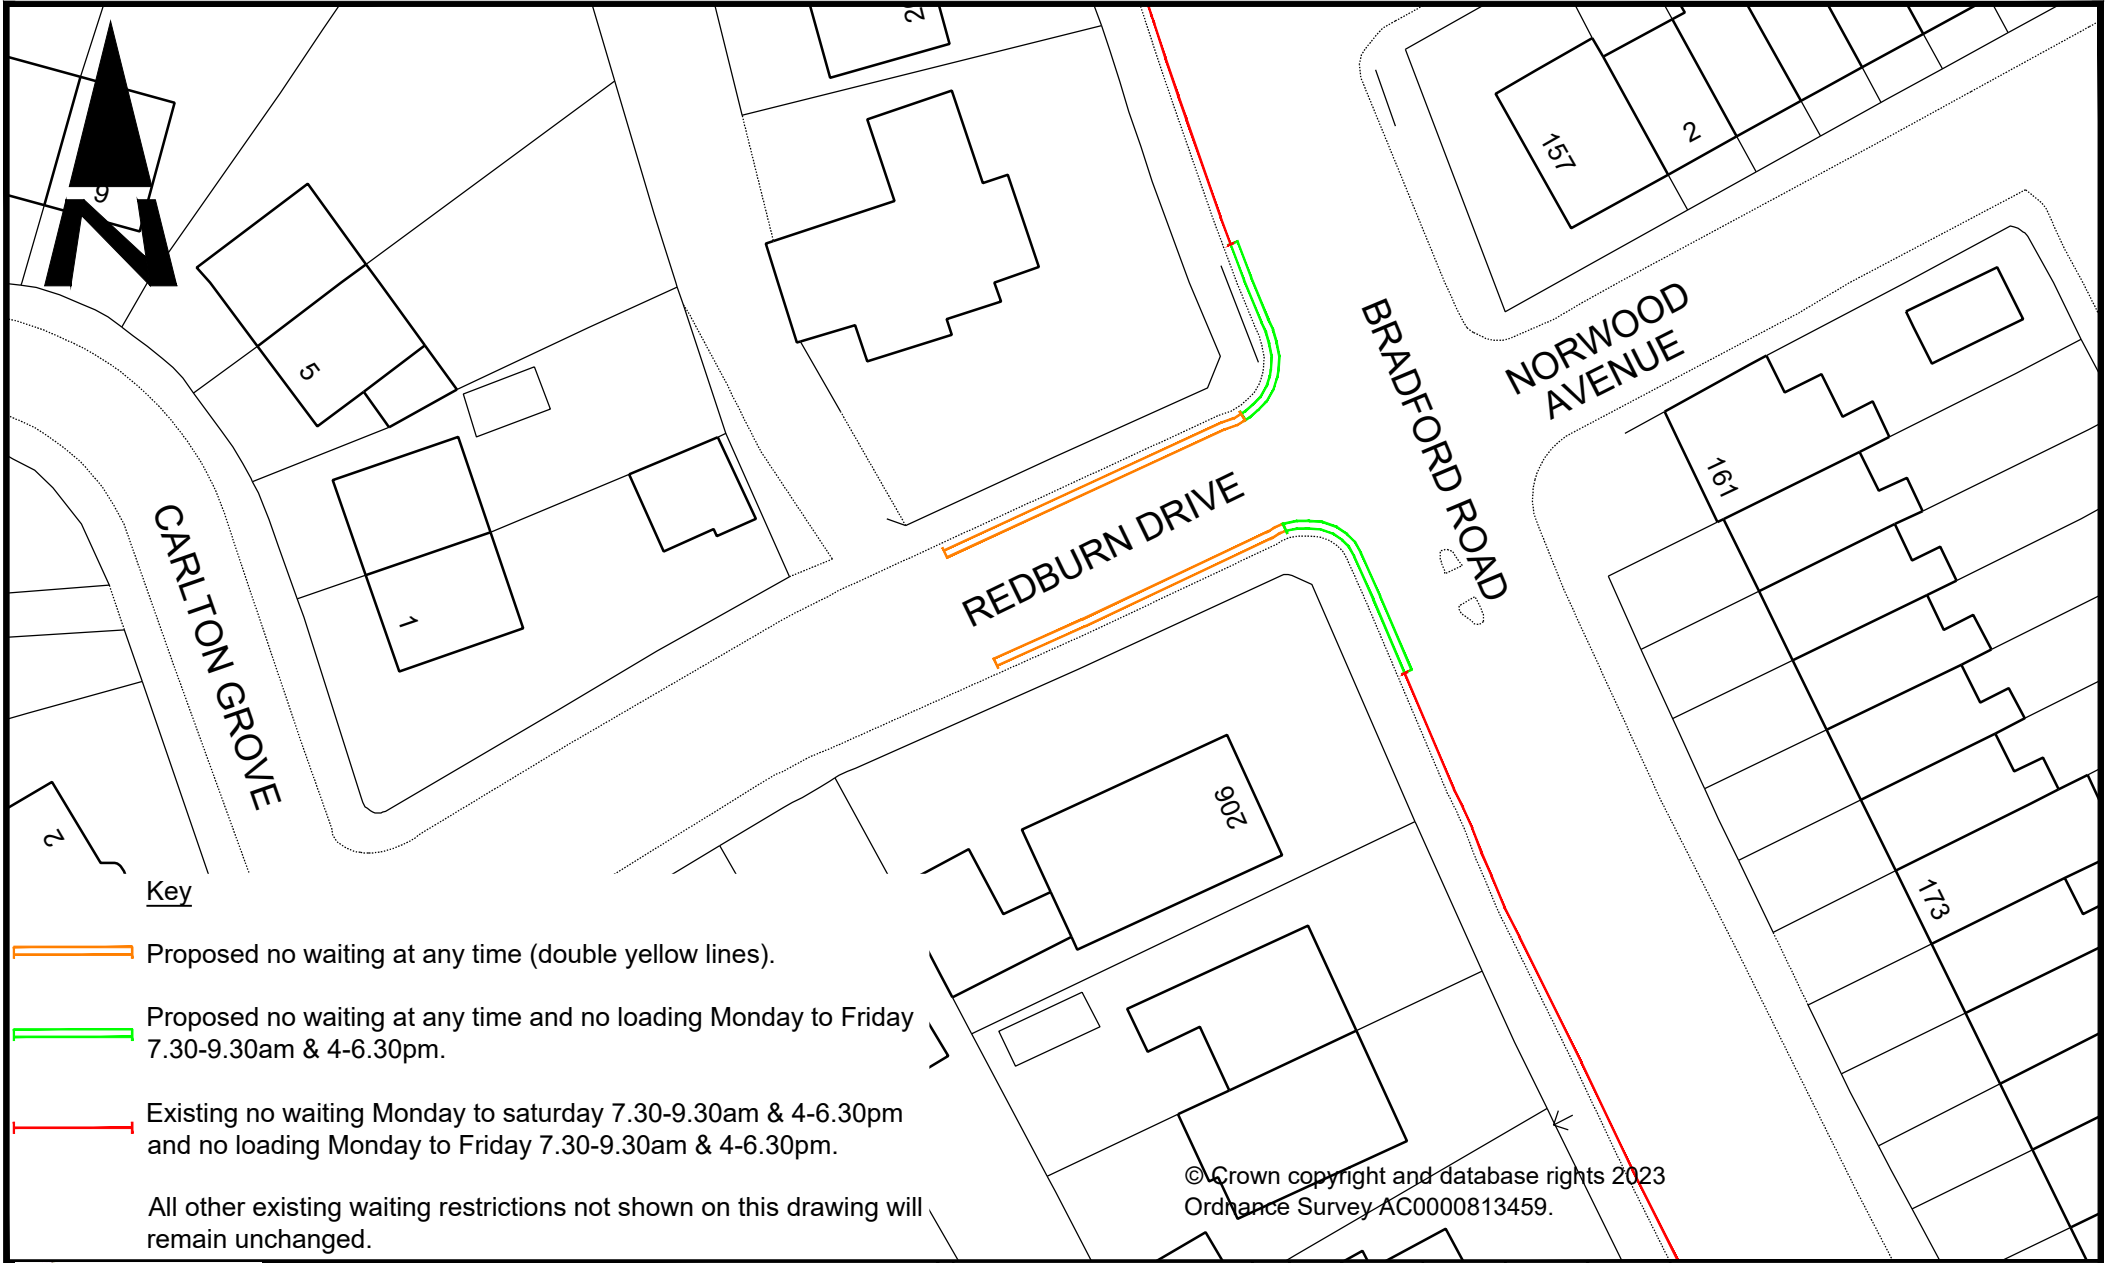 2
157
9
N
NORWOOD
AVENUE
BRADFORD ROAD
5
161
REDBURN DRIVE
CARLTON GROVE
1
206
2
173
Key
Proposed no waiting at any time (double yellow lines).
Proposed no waiting at any time and no loading Monday to Friday
7.30-9.30am & 4-6.30pm.
Existing no waiting Monday to saturday 7.30-9.30am & 4-6.30pm
and no loading Monday to Friday 7.30-9.30am & 4-6.30pm.
All other existing waiting restrictions not shown on this drawing will
remain unchanged.
© Crown copyright and database rights 2023
Ordnance Survey AC0000813459.